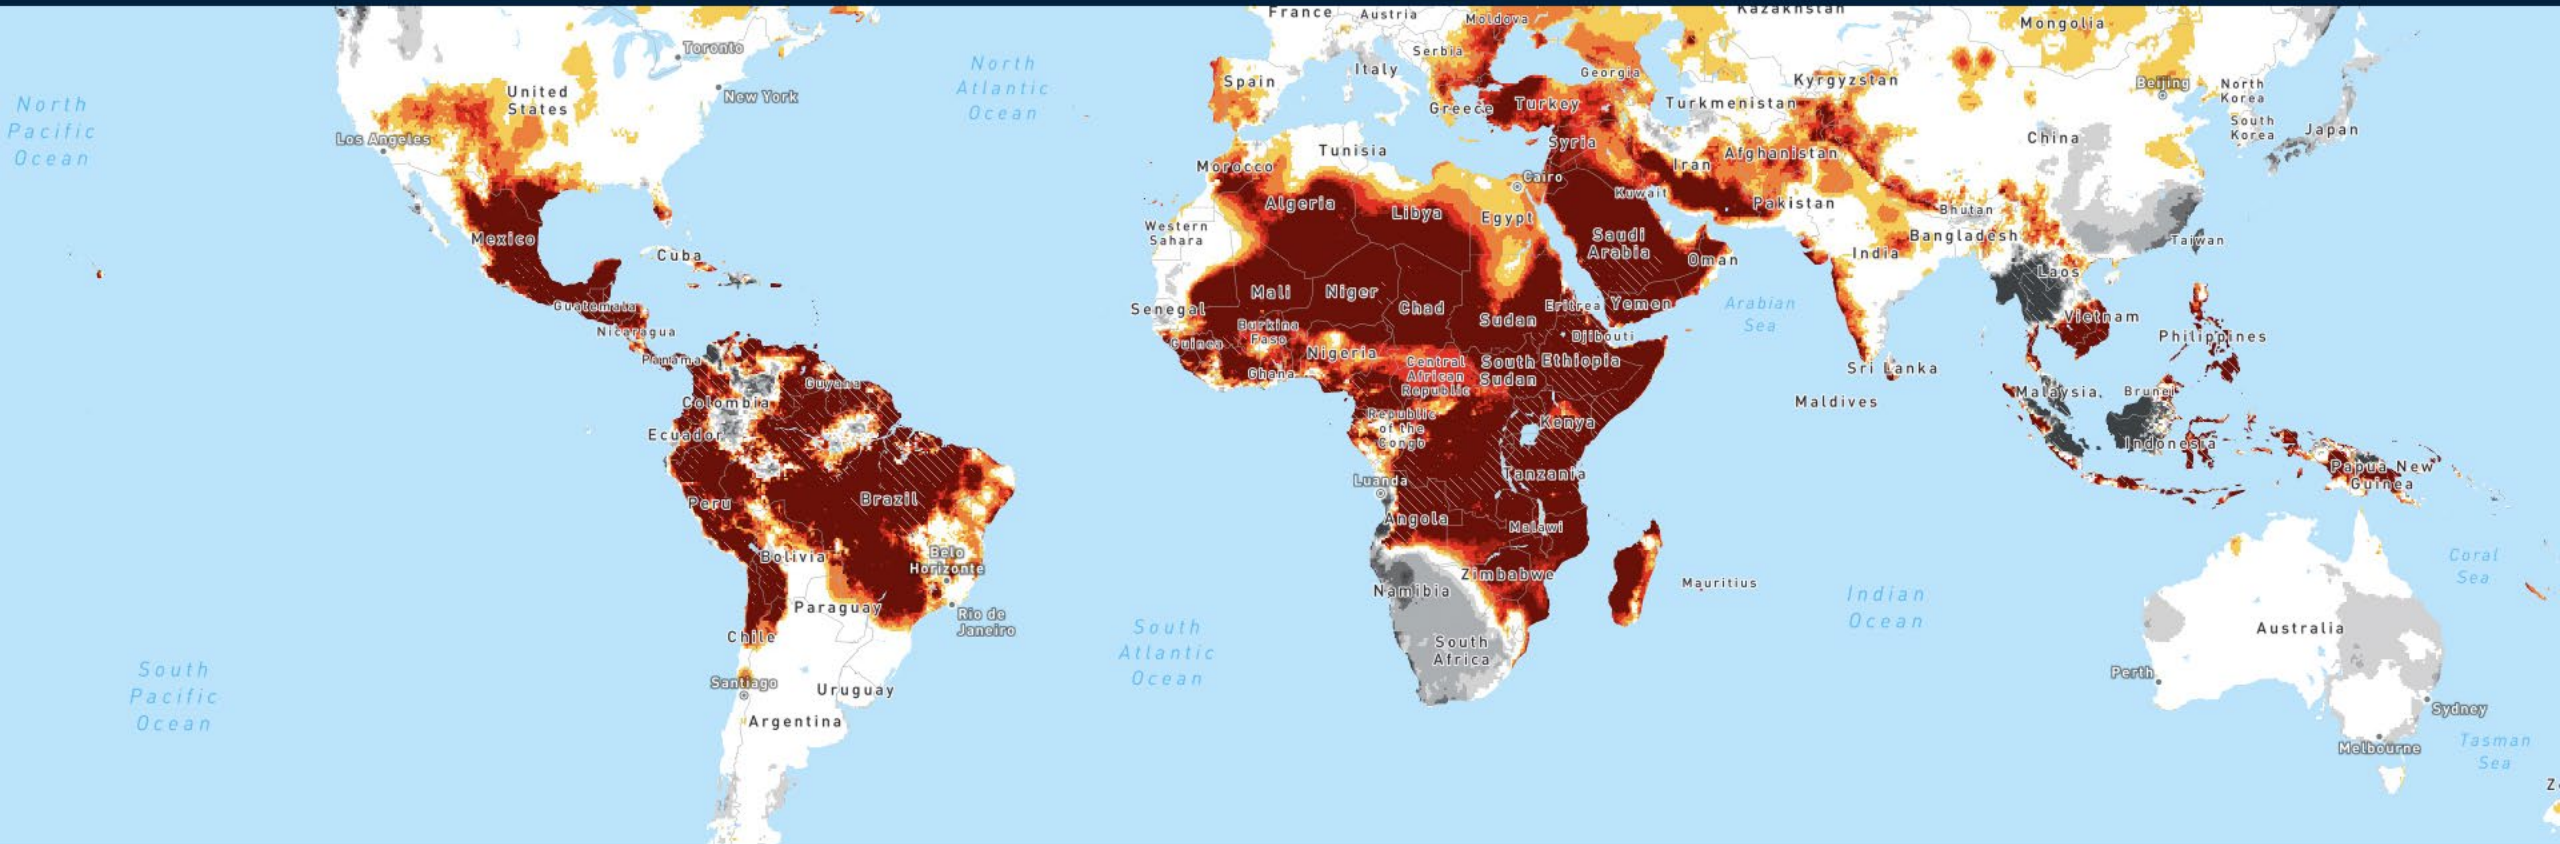 France
Austria
Moldova
Kazakhstan
Mongolia
Toronto
North
Atlantic
Ocean
Serbia
Italy
Spain
Georgia
Kyrgyzstan
Beijing
North
Korea
United
States
New York
North
Pacific
Ocean
Greece
Turkey
Turkmenistan
South
Korea
Japan
China
Los Angeles
Tunisia
Syria
Afghanistan
Iran
Morocco
Cairo
Kuwait
Pakistan
Algeria
Libya
Egypt
Bhutan
Western
Sahara
Saudi
Arabia
Bangladesh
Taiwan
Mexico
Cuba
Oman
India
Laos
Guatemala
Nicaragua
Senegal
Mali
Niger
Chad
Eritrea
Yemen
Arabian
Sea
Burkina
Faso
Sudan
Djibouti
Vietnam
Philippines
Panama
Guinea
Nigeria
Central
African
Republic
South
Sudan
Ethiopia
Ghana
Sri Lanka
Guyana
Malaysia
Brunei
Colombia
Maldives
Republic
of the
Congo
Kenya
Ecuador
Indonesia
Papua New
Guinea
Luanda
Tanzania
Peru
Brazil
Angola
Malawi
Bolivia
Belo
Horizonte
Coral
Sea
Zimbabwe
Namibia
Mauritius
Indian
Ocean
Paraguay
Rio de
Janeiro
Chile
South
Atlantic
Ocean
South
Africa
Australia
South
Pacific
Ocean
Perth
Santiago
Uruguay
Sydney
Argentina
Melbourne
Tasman
Sea